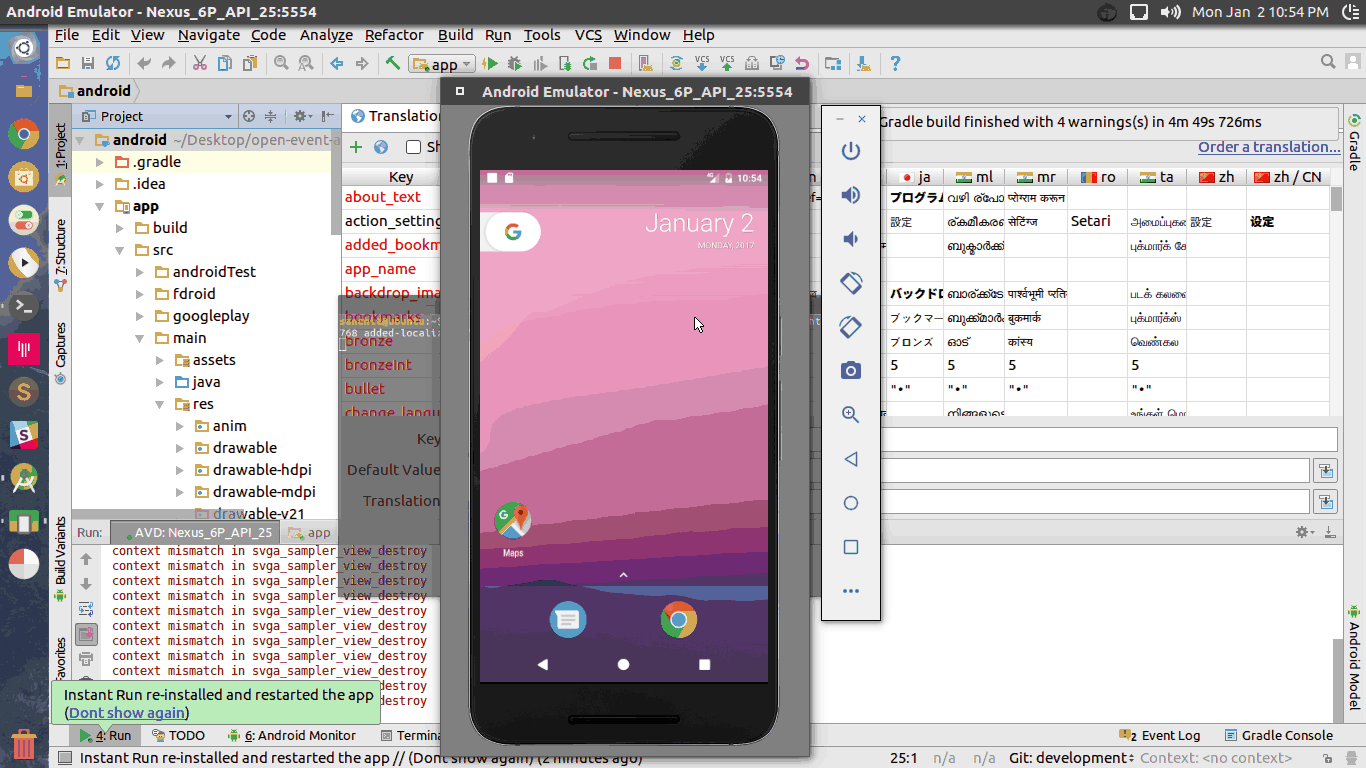 Android Emulator - Nexus_6P_API_25:5554
Mon Jan 2 10:54 PM
File Edit View Navigate Code Analyze Refactor Build Run Tools VCS Window Help
app
VCS VCS
android
Android Emulator - Nexus_6P_API_25:5554
Project
Translation
Gradle build finished with 4 warnings(s) in 4m 49s 726ms
Order a translation...
android ~/Desktop/open-event-a
Sh
.gradle
.idea
app
build
src
androidTest
fdroid
googleplay
main
assets
java
res
anim
drawable
drawable-hdpi
drawable-mdpi
drawable-v21
Key
about_text
action_setting
added_bookm
app_name
backdrop_ima
bookmarks
bronze
bronzeInt
bullet
change_langu
768 added-locali
Key
Default Value
Translation
10:54
January 2
MONDAY, 2017
Maps
ja ml mr ro ta zh zh / CN
プログラム വഴി ര്പോ प्रोग्राम करून
設定 ര്കമീകരണ सेटिंग्ज Setari அமைப்புகள் 設定 设定
ബുക്മാർക്ക് புக்மார்க் சே
バックドロ ബാര്ക്ഡേ पार्श्वभूमी प्रति படக் கலவை
ブックマー ബുക്ക്മാർക बुकमार्क புக்மார்க்ஸ்
ブロンズ ഓട് कांस्य வெண்கல
5 5 5 5
"•" "•" "•" "•"
നിങ്ങളുടെ உங்கள் மொ
1: Project
7: Structure
Captures
Build Variants
Favorites
Gradle
Android Model
Run: AVD: Nexus_6P_API_25 app
context mismatch in svga_sampler_view_destroy
context mismatch in svga_sampler_view_destroy
context mismatch in svga_sampler_view_destroy
context mismatch in svga_sampler_view_destroy
context mismatch in svga_sampler_view_destroy
context mismatch in svga_sampler_view_destroy
context mismatch in svga_sampler_view_destroy
context mismatch in svga_sampler_view_destroy
context mismatch in svga_sampler_view_destroy
destroy
destroy
Instant Run re-installed and restarted the app
(Dont show again)
4: Run TODO 6: Android Monitor Termina
2 Event Log Gradle Console
Instant Run re-installed and restarted the app // (Dont show again) (2 minutes ago)
25:1 n/a n/a Git: development Context: <no context>